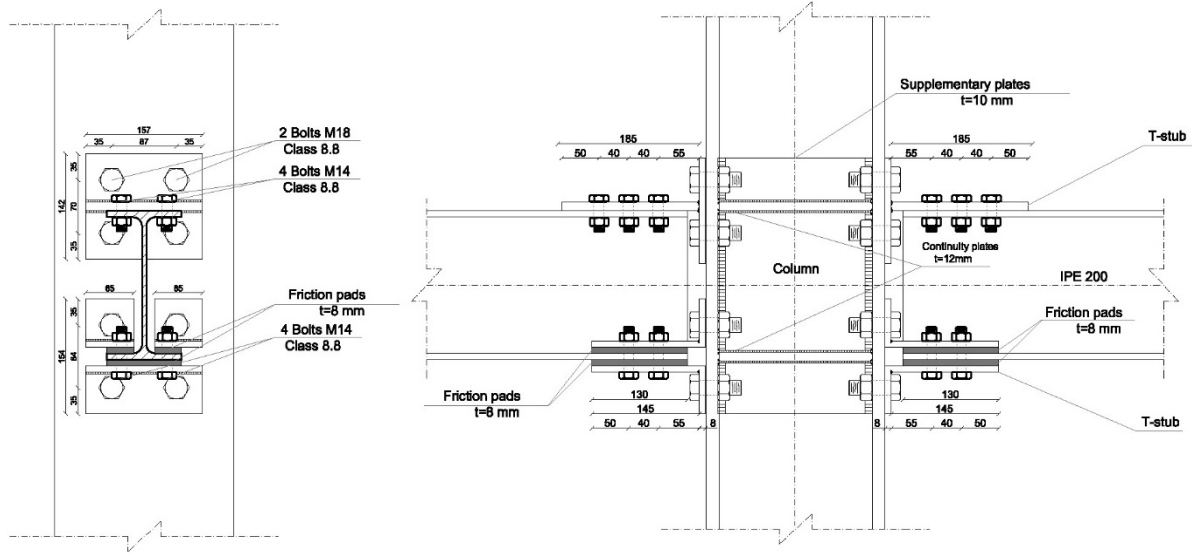 157
35 87 35
2 Bolts M18
Class 8.8
4 Bolts M14
Class 8.8
35
142
70
35
65 65
35
154
84
35
Friction pads
t=8 mm
4 Bolts M14
Class 8.8
Supplementary plates
t=10 mm
185
50 40 40 55
185
55 40 40 50
T-stub
Continuity plates
t=12mm
Column
IPE 200
Friction pads
t=8 mm
Friction pads
t=8 mm
130
145
50 40 55 8
130
145
8 55 40 50
T-stub